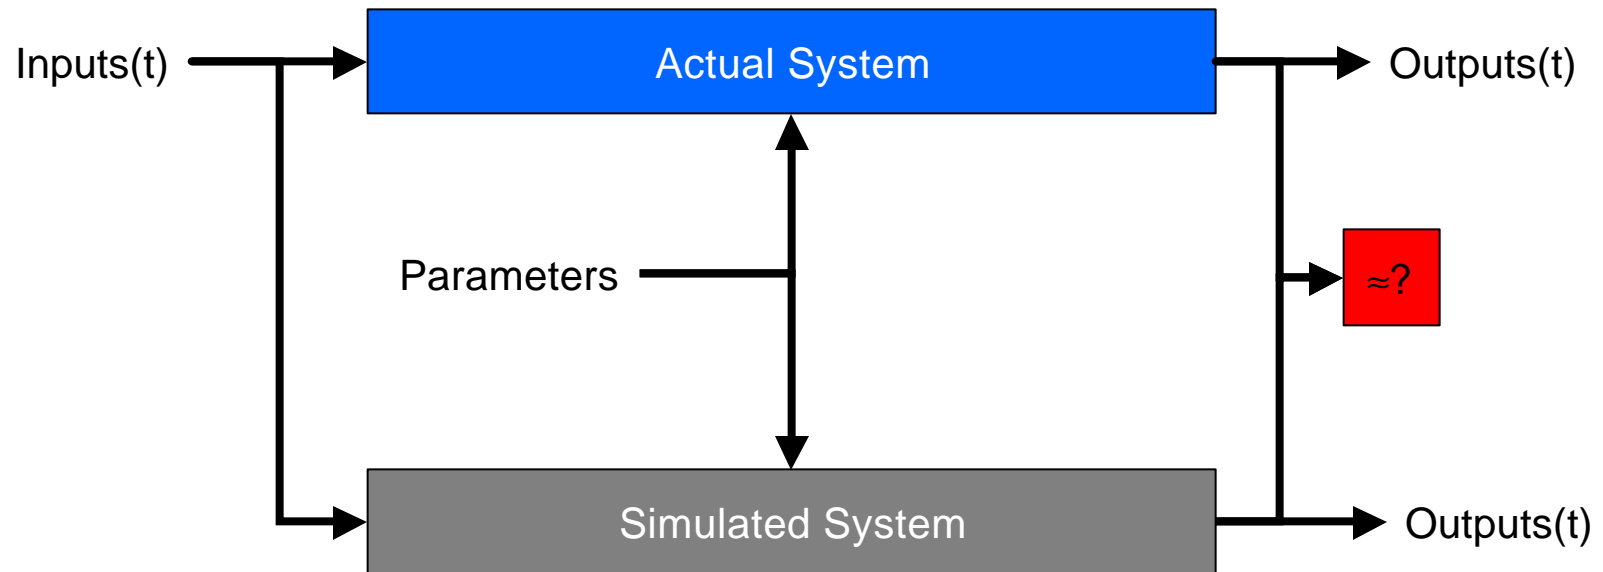 Inputs(t)
Actual System
Outputs(t)
Parameters
≈?
Simulated System
Outputs(t)